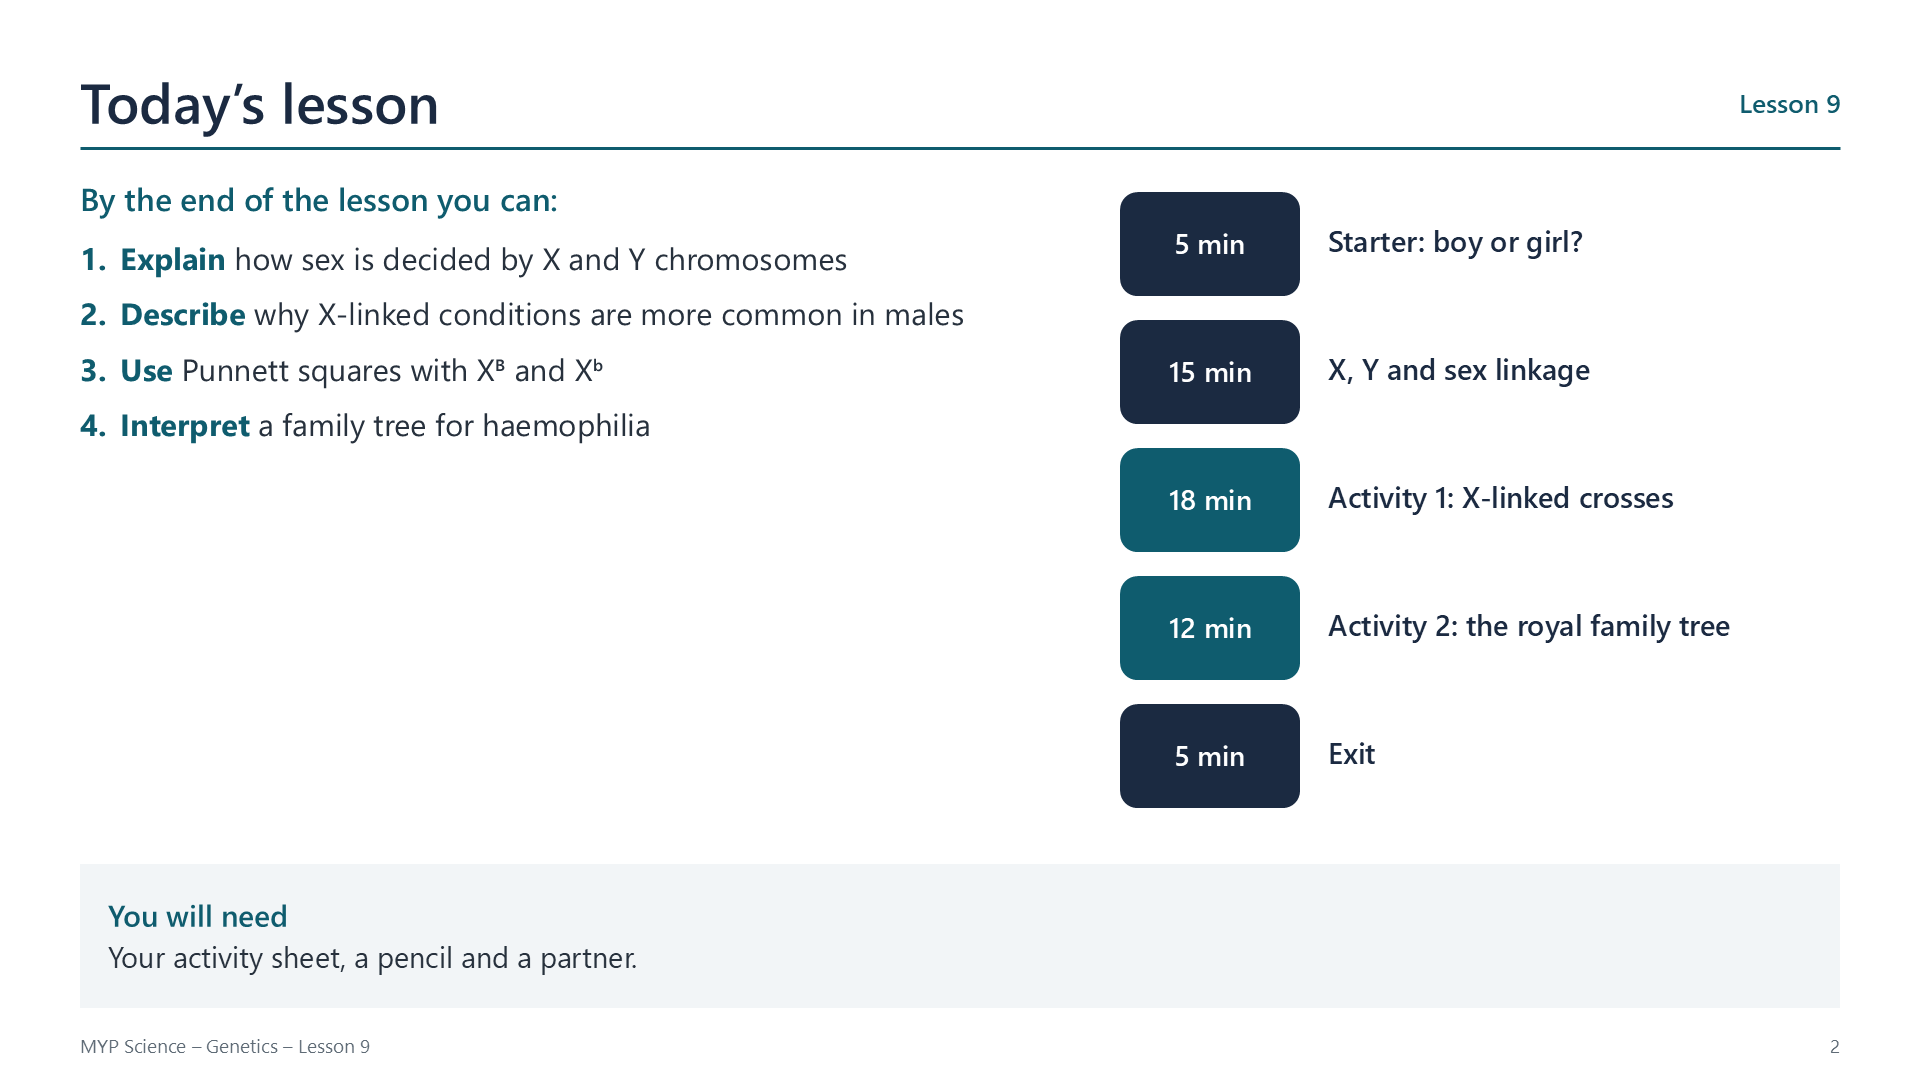 Today’s lesson
Lesson 9
By the end of the lesson you can:
1. Explain how sex is decided by X and Y chromosomes
2. Describe why X-linked conditions are more common in males
3. Use Punnett squares with Xᴮ and Xᵇ
4. Interpret a family tree for haemophilia
5 min
Starter: boy or girl?
15 min
X, Y and sex linkage
18 min
Activity 1: X-linked crosses
12 min
Activity 2: the royal family tree
5 min
Exit
You will need
Your activity sheet, a pencil and a partner.
MYP Science – Genetics – Lesson 9
2